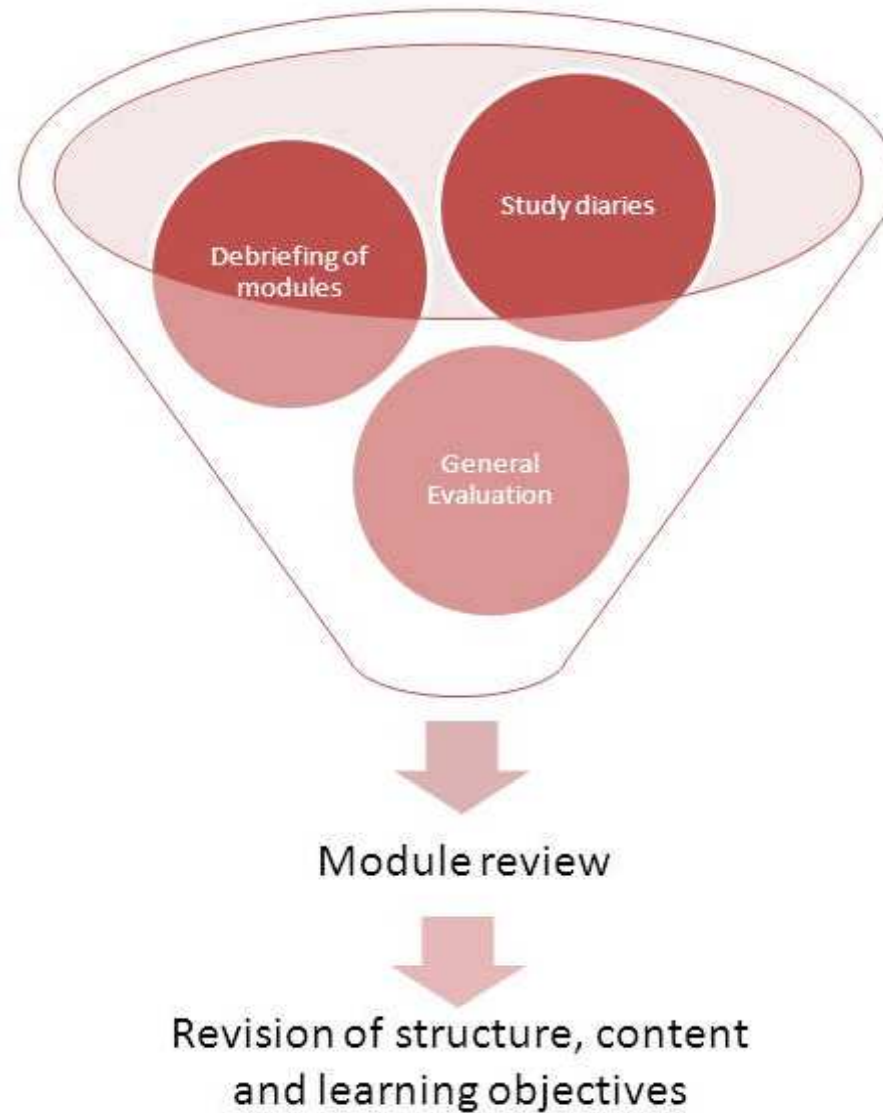 Study diaries
Debriefing of
modules
General
Evaluation
Module review
Revision of structure, content
and learning objectives